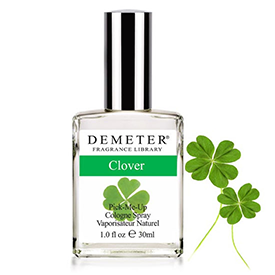 DEMETER®
FRAGRANCE LIBRARY
Clover
Pick-Me-Up
Cologne Spray
Vaporisateur Naturel
1.0 fl oz ℮ 30ml